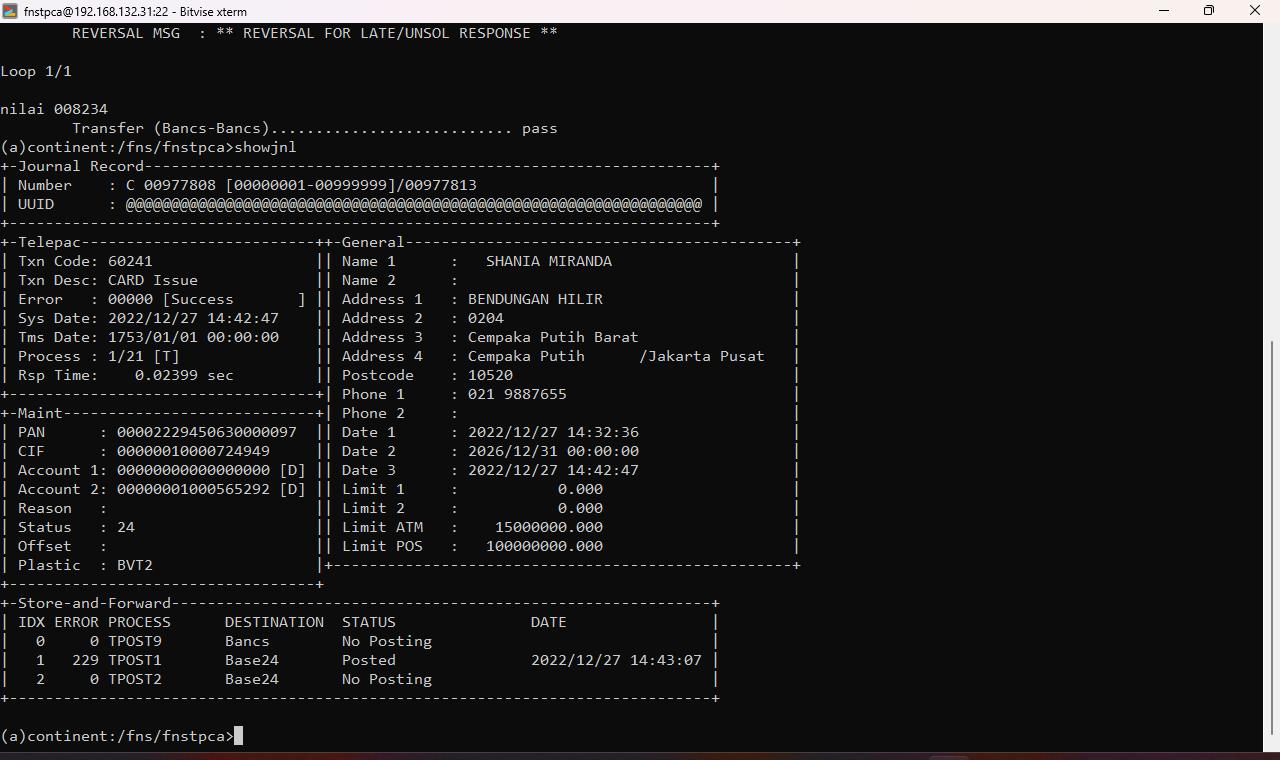 fnstpca@192.168.132.31:22 - Bitvise xterm
REVERSAL MSG  : ** REVERSAL FOR LATE/UNSOL RESPONSE **
Loop 1/1
nilai 008234
        Transfer (Bancs-Bancs)........................... pass
(a)continent:/fns/fnstpca>showjnl
+-Journal Record---------------------------------------------------------------+
| Number    : C 00977808 [00000001-00999999]/00977813                          |
| UUID      : @@@@@@@@@@@@@@@@@@@@@@@@@@@@@@@@@@@@@@@@@@@@@@@@@@@@@@@@@@@@@@@@ |
+------------------------------------------------------------------------------+
+-Telepac--------------------------++-General-------------------------------------------+
| Txn Code: 60241                  || Name 1      :   SHANIA MIRANDA                    |
| Txn Desc: CARD Issue             || Name 2      :                                     |
| Error   : 00000 [Success       ] || Address 1   : BENDUNGAN HILIR                     |
| Sys Date: 2022/12/27 14:42:47    || Address 2   : 0204                                |
| Tms Date: 1753/01/01 00:00:00    || Address 3   : Cempaka Putih Barat                 |
| Process : 1/21 [T]               || Address 4   : Cempaka Putih      /Jakarta Pusat   |
| Rsp Time:    0.02399 sec         || Postcode    : 10520                               |
+----------------------------------+| Phone 1     : 021 9887655                         |
+-Maint----------------------------+| Phone 2     :                                     |
| PAN      : 00002229450630000097  || Date 1      : 2022/12/27 14:32:36                 |
| CIF      : 00000010000724949     || Date 2      : 2026/12/31 00:00:00                 |
| Account 1: 00000000000000000 [D] || Date 3      : 2022/12/27 14:42:47                 |
| Account 2: 00000001000565292 [D] || Limit 1     :           0.000                     |
| Reason   :                       || Limit 2     :           0.000                     |
| Status   : 24                    || Limit ATM   :    15000000.000                     |
| Offset   :                       || Limit POS   :   100000000.000                     |
| Plastic  : BVT2                  |+---------------------------------------------------+
+----------------------------------+
+-Store-and-Forward------------------------------------------------------------+
| IDX ERROR PROCESS      DESTINATION  STATUS               DATE                |
|   0     0 TPOST9       Bancs        No Posting                               |
|   1   229 TPOST1       Base24       Posted               2022/12/27 14:43:07 |
|   2     0 TPOST2       Base24       No Posting                               |
+------------------------------------------------------------------------------+
(a)continent:/fns/fnstpca>